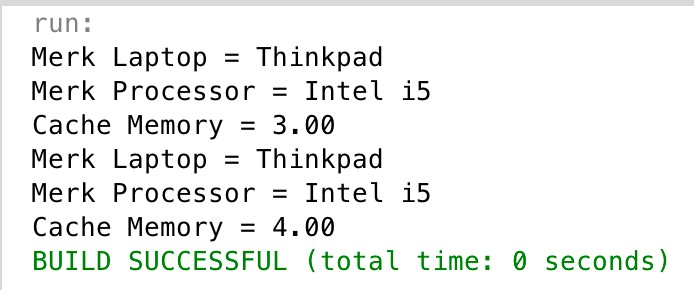 run:
Merk Laptop = Thinkpad
Merk Processor = Intel i5
Cache Memory = 3.00
Merk Laptop = Thinkpad
Merk Processor = Intel i5
Cache Memory = 4.00
BUILD SUCCESSFUL (total time: 0 seconds)